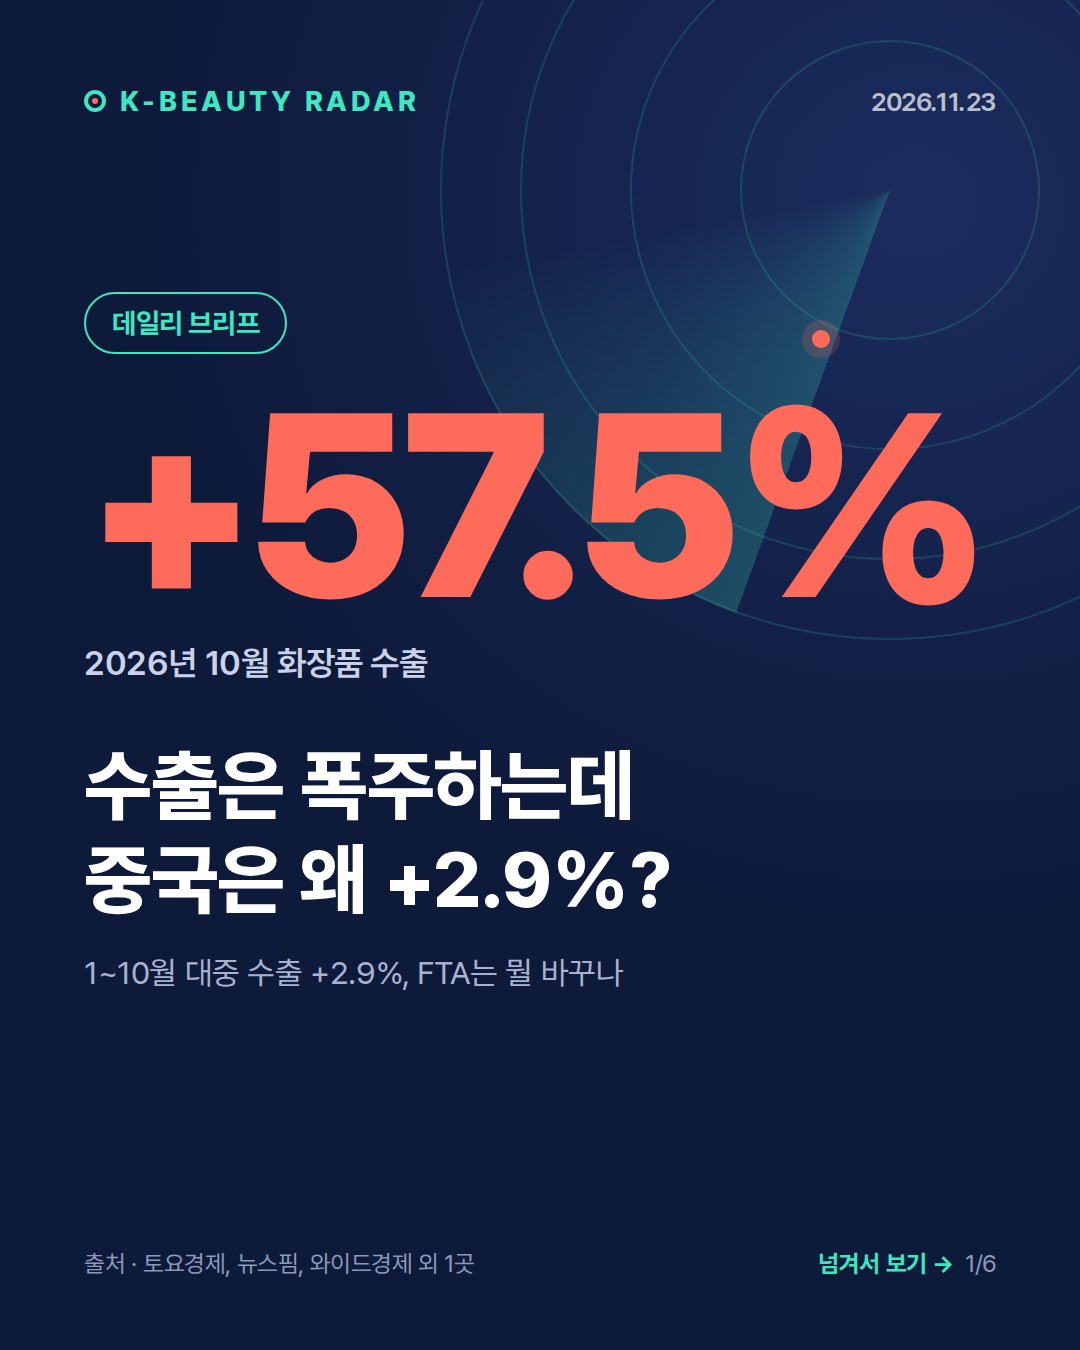 K-BEAUTY RADAR
2026.11.23
데일리 브리프
+57.5%
2026년 10월 화장품 수출
수출은 폭주하는데
중국은 왜 +2.9%?
1~10월 대중 수출 +2.9%, FTA는 뭘 바꾸나
출처 · 토요경제, 뉴스핌, 와이드경제 외 1곳
넘겨서 보기 → 1/6